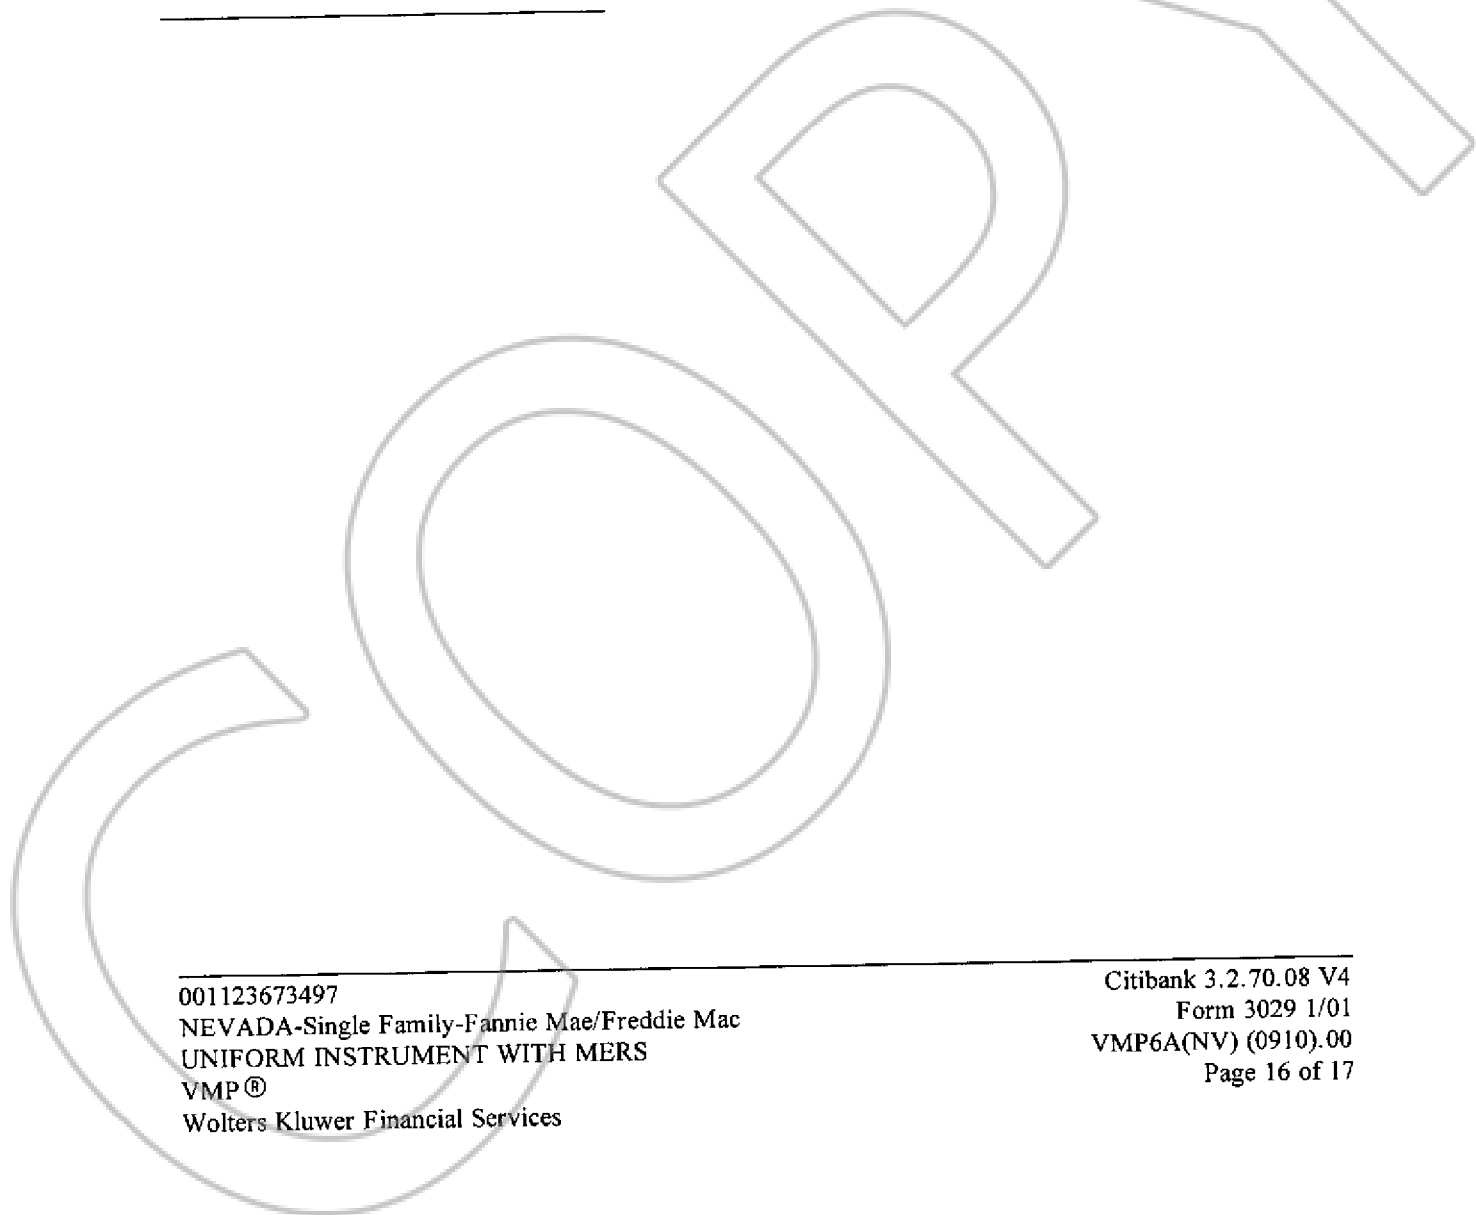 COPY
001123673497
NEVADA-Single Family-Fannie Mae/Freddie Mac
UNIFORM INSTRUMENT WITH MERS
VMP®
Wolters Kluwer Financial Services
Citibank 3.2.70.08 V4
Form 3029 1/01
VMP6A(NV) (0910).00
Page 16 of 17